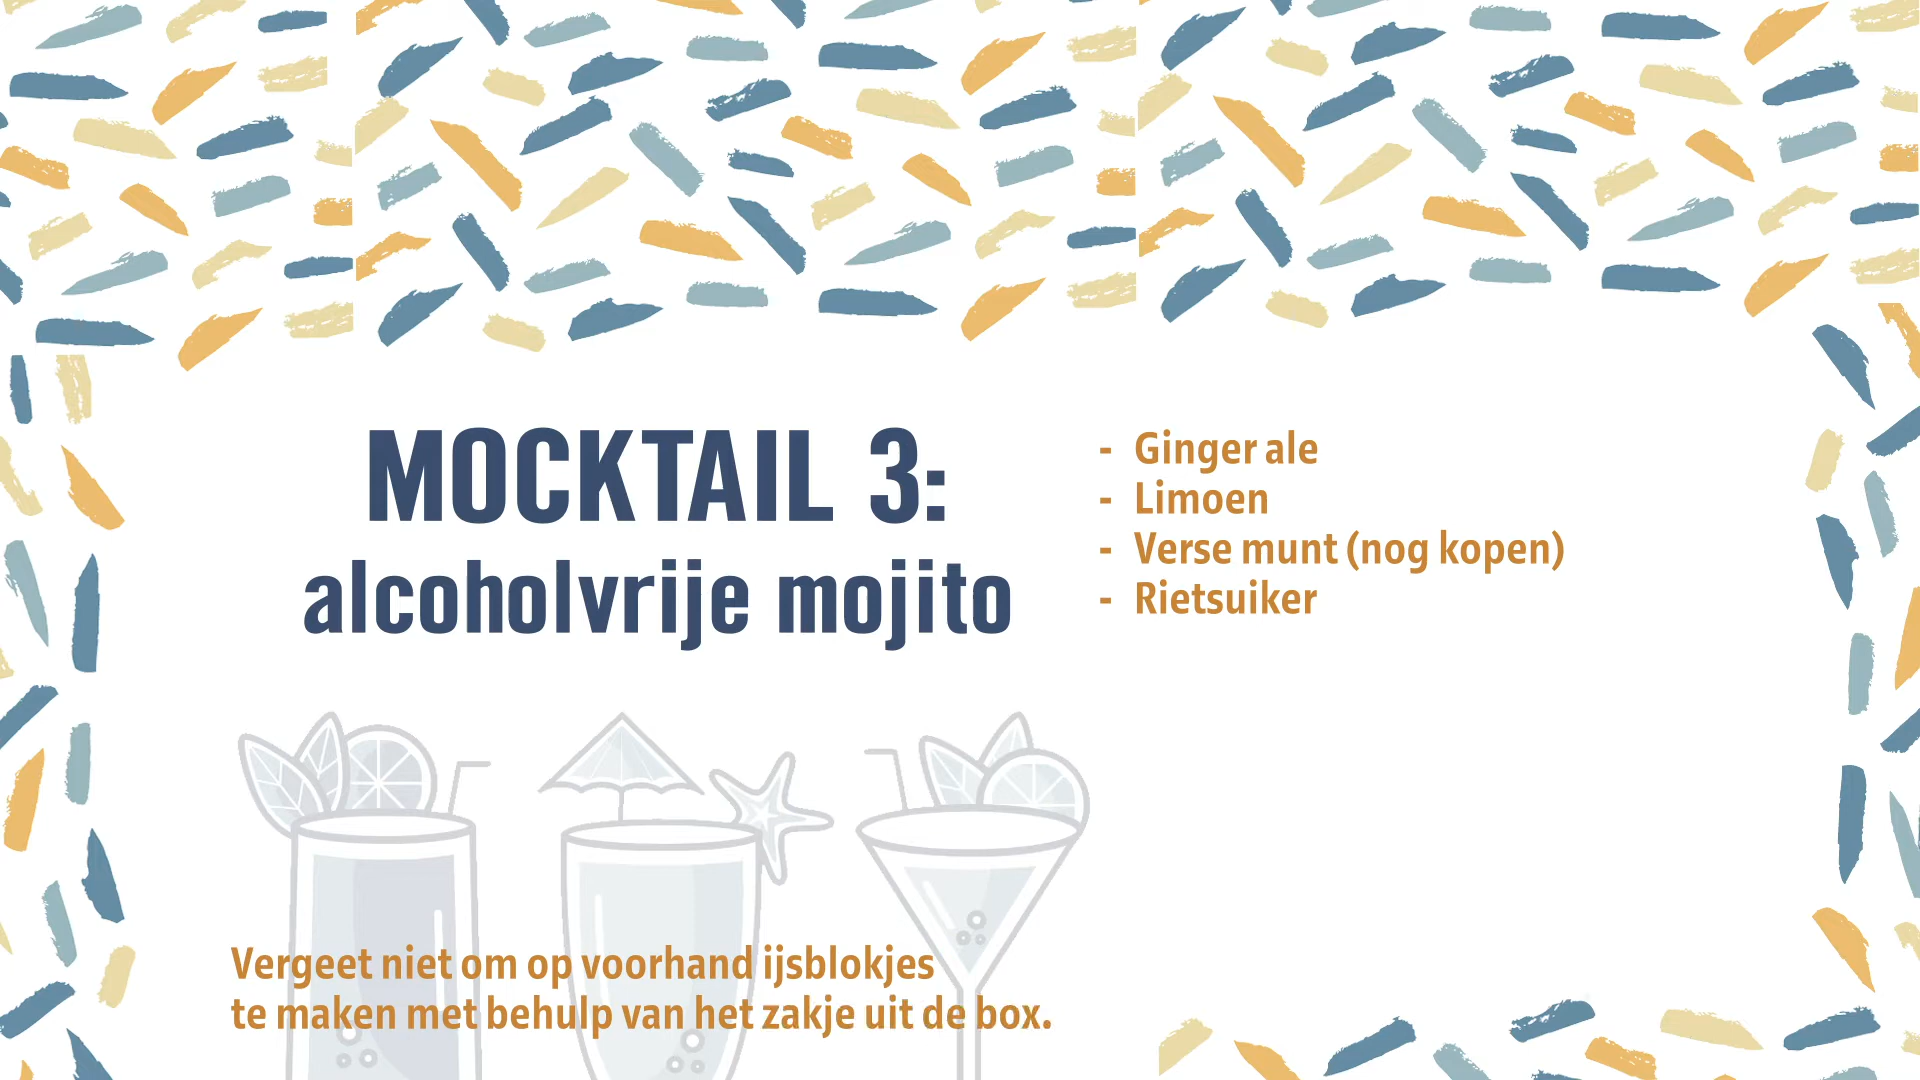 MOCKTAIL 3:
alcoholvrije mojito
- Ginger ale
- Limoen
- Verse munt (nog kopen)
- Rietsuiker
Vergeet niet om op voorhand ijsblokjes
te maken met behulp van het zakje uit de box.